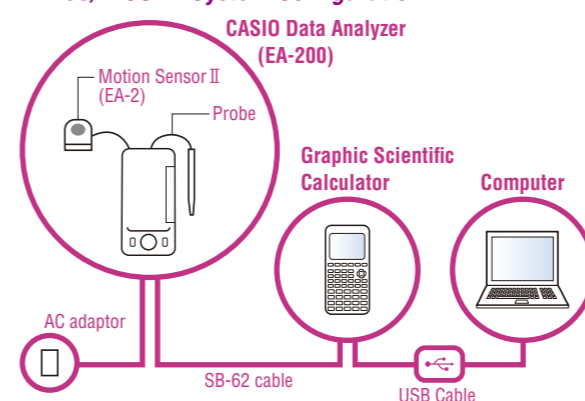 CASIO Data Analyzer
(EA-200)
Motion Sensor Ⅱ
(EA-2)
Probe
Graphic Scientific
Calculator
Computer
AC adaptor
SB-62 cable
USB Cable